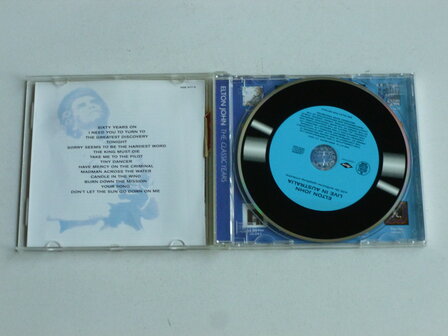 SIXTY YEARS ON
I NEED YOU TO TURN TO
THE GREATEST DISCOVERY
TONIGHT
SORRY SEEMS TO BE THE HARDEST WORD
THE KING MUST DIE
TAKE ME TO THE PILOT
TINY DANCER
HAVE MERCY ON THE CRIMINAL
MADMAN ACROSS THE WATER
CANDLE IN THE WIND
BURN DOWN THE MISSION
YOUR SONG
DON'T LET THE SUN GO DOWN ON ME
ELTON JOHN THE CLASSIC YEARS
ELTON JOHN
LIVE IN AUSTRALIA